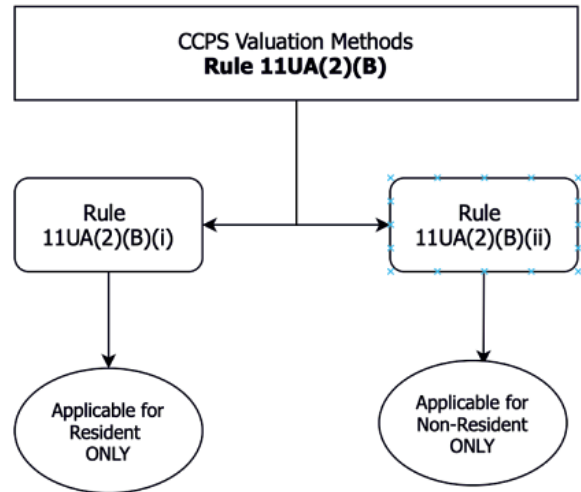 CCPS Valuation Methods
Rule 11UA(2)(B)
Rule
11UA(2)(B)(i)
Rule
11UA(2)(B)(ii)
Applicable for
Resident
ONLY
Applicable for
Non-Resident
ONLY